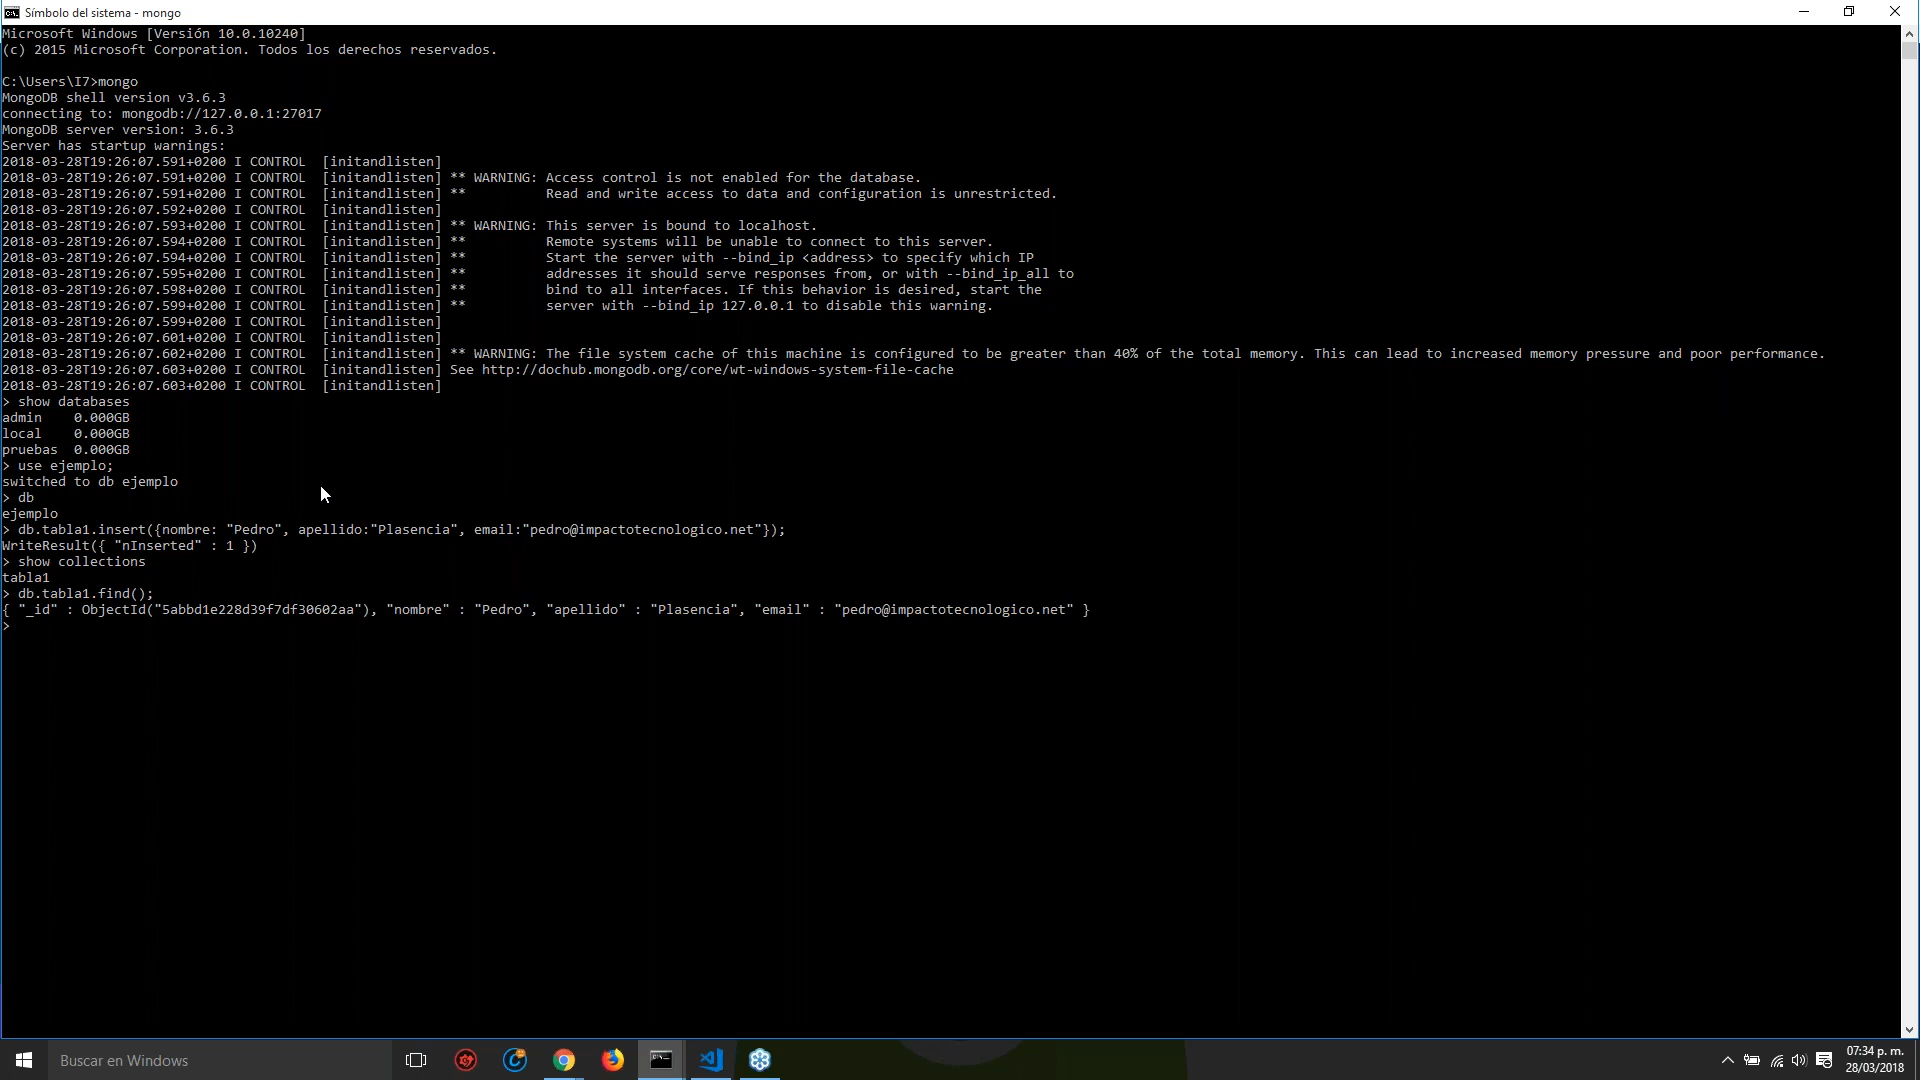 Símbolo del sistema - mongo
Microsoft Windows [Versión 10.0.10240]
(c) 2015 Microsoft Corporation. Todos los derechos reservados.
C:\Users\I7>mongo
MongoDB shell version v3.6.3
connecting to: mongodb://127.0.0.1:27017
MongoDB server version: 3.6.3
Server has startup warnings:
2018-03-28T19:26:07.591+0200 I CONTROL  [initandlisten]
2018-03-28T19:26:07.591+0200 I CONTROL  [initandlisten] ** WARNING: Access control is not enabled for the database.
2018-03-28T19:26:07.591+0200 I CONTROL  [initandlisten] **          Read and write access to data and configuration is unrestricted.
2018-03-28T19:26:07.592+0200 I CONTROL  [initandlisten]
2018-03-28T19:26:07.593+0200 I CONTROL  [initandlisten] ** WARNING: This server is bound to localhost.
2018-03-28T19:26:07.594+0200 I CONTROL  [initandlisten] **          Remote systems will be unable to connect to this server.
2018-03-28T19:26:07.594+0200 I CONTROL  [initandlisten] **          Start the server with --bind_ip <address> to specify which IP
2018-03-28T19:26:07.595+0200 I CONTROL  [initandlisten] **          addresses it should serve responses from, or with --bind_ip_all to
2018-03-28T19:26:07.598+0200 I CONTROL  [initandlisten] **          bind to all interfaces. If this behavior is desired, start the
2018-03-28T19:26:07.599+0200 I CONTROL  [initandlisten] **          server with --bind_ip 127.0.0.1 to disable this warning.
2018-03-28T19:26:07.599+0200 I CONTROL  [initandlisten]
2018-03-28T19:26:07.601+0200 I CONTROL  [initandlisten]
2018-03-28T19:26:07.602+0200 I CONTROL  [initandlisten] ** WARNING: The file system cache of this machine is configured to be greater than 40% of the total memory. This can lead to increased memory pressure and poor performance.
2018-03-28T19:26:07.603+0200 I CONTROL  [initandlisten] See http://dochub.mongodb.org/core/wt-windows-system-file-cache
2018-03-28T19:26:07.603+0200 I CONTROL  [initandlisten]
> show databases
admin    0.000GB
local    0.000GB
pruebas  0.000GB
> use ejemplo;
switched to db ejemplo
> db
ejemplo
> db.tabla1.insert({nombre: "Pedro", apellido:"Plasencia", email:"pedro@impactotecnologico.net"});
WriteResult({ "nInserted" : 1 })
> show collections
tabla1
> db.tabla1.find();
{ "_id" : ObjectId("5abbd1e228d39f7df30602aa"), "nombre" : "Pedro", "apellido" : "Plasencia", "email" : "pedro@impactotecnologico.net" }
>
Buscar en Windows
07:34 p. m.
28/03/2018